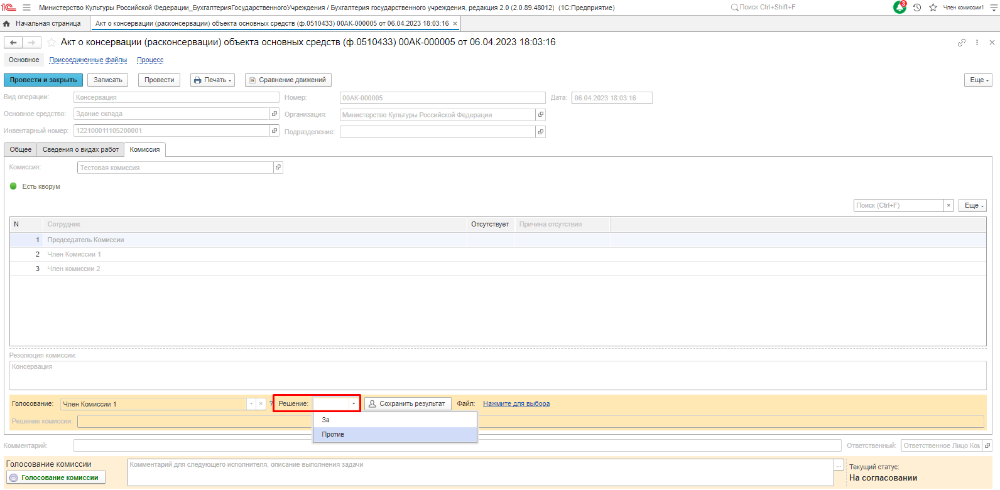 1С Министерство Культуры Российской Федерации_БухгалтерияГосударственногоУчреждения / Бухгалтерия государственного учреждения, редакция 2.0 (2.0.89.48012) (1С:Предприятие) Поиск Ctrl+Shift+F 3 Член комиссии1
Начальная страница Акт о консервации (расконсервации) объекта основных средств (ф.0510433) 00АК-000005 от 06.04.2023 18:03:16 ×
Акт о консервации (расконсервации) объекта основных средств (ф.0510433) 00АК-000005 от 06.04.2023 18:03:16
Основное Присоединенные файлы Процесс
Провести и закрыть Записать Провести Печать Сравнение движений Еще
Вид операции: Консервация Номер: 00АК-000005 Дата: 06.04.2023 18:03:16
Основное средство: Здание склада Организация: Министерство Культуры Российской Федерации
Инвентарный номер: 122100011105200001 Подразделение:
Общее Сведения о видах работ Комиссия
Комиссия: Тестовая комиссия
Есть кворум
Поиск (Ctrl+F) × Еще
N Сотрудник Отсутствует Причина отсутствия
1 Председатель Комиссии
2 Член Комиссии 1
3 Член комиссии 2
Резолюция комиссии:
Консервация
Голосование: Член Комиссии 1 × ? Решение: Сохранить результат Файл: Нажмите для выбора
За
Решение комиссии:
Против
Комментарий: Ответственный: Ответственное Лицо Ком
Голосование комиссии Комментарий для следующего исполнителя, описание выполнения задачи ... Текущий статус:
Голосование комиссии На согласовании